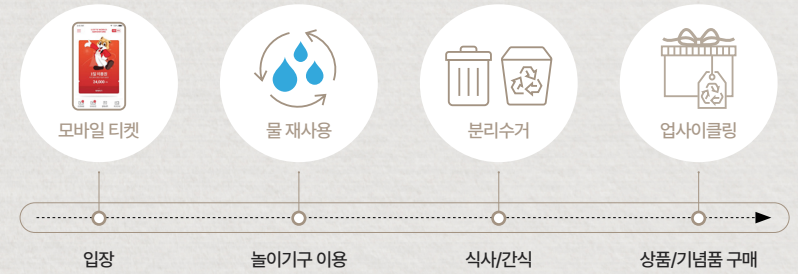 모바일 티켓
물 재사용
분리수거
업사이클링
입장
놀이기구 이용
식사/간식
상품/기념품 구매